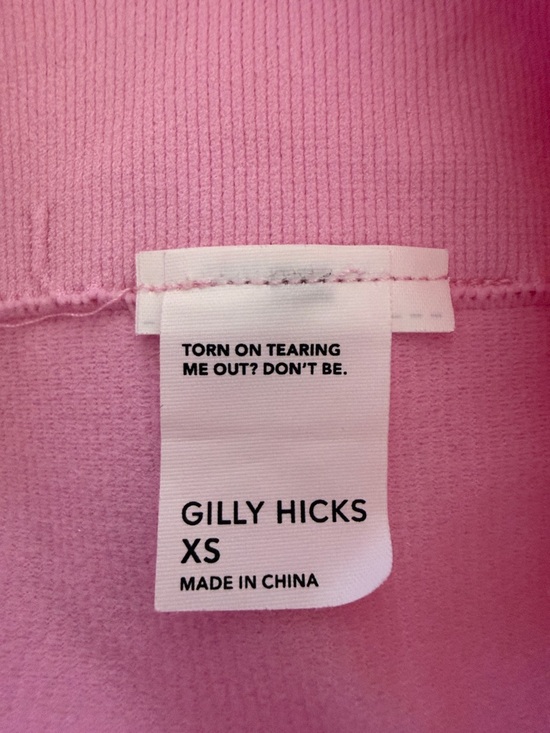 TORN ON TEARING
ME OUT? DON'T BE.
GILLY HICKS
XS
MADE IN CHINA